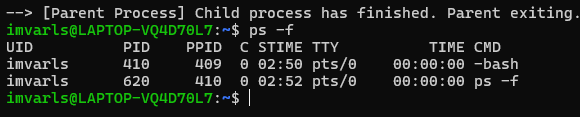 --> [Parent Process] Child process has finished. Parent exiting.
imvarls@LAPTOP-VQ4D70L7:~$ ps -f
UID          PID    PPID  C STIME TTY          TIME CMD
imvarls      410     409  0 02:50 pts/0    00:00:00 -bash
imvarls      620     410  0 02:52 pts/0    00:00:00 ps -f
imvarls@LAPTOP-VQ4D70L7:~$